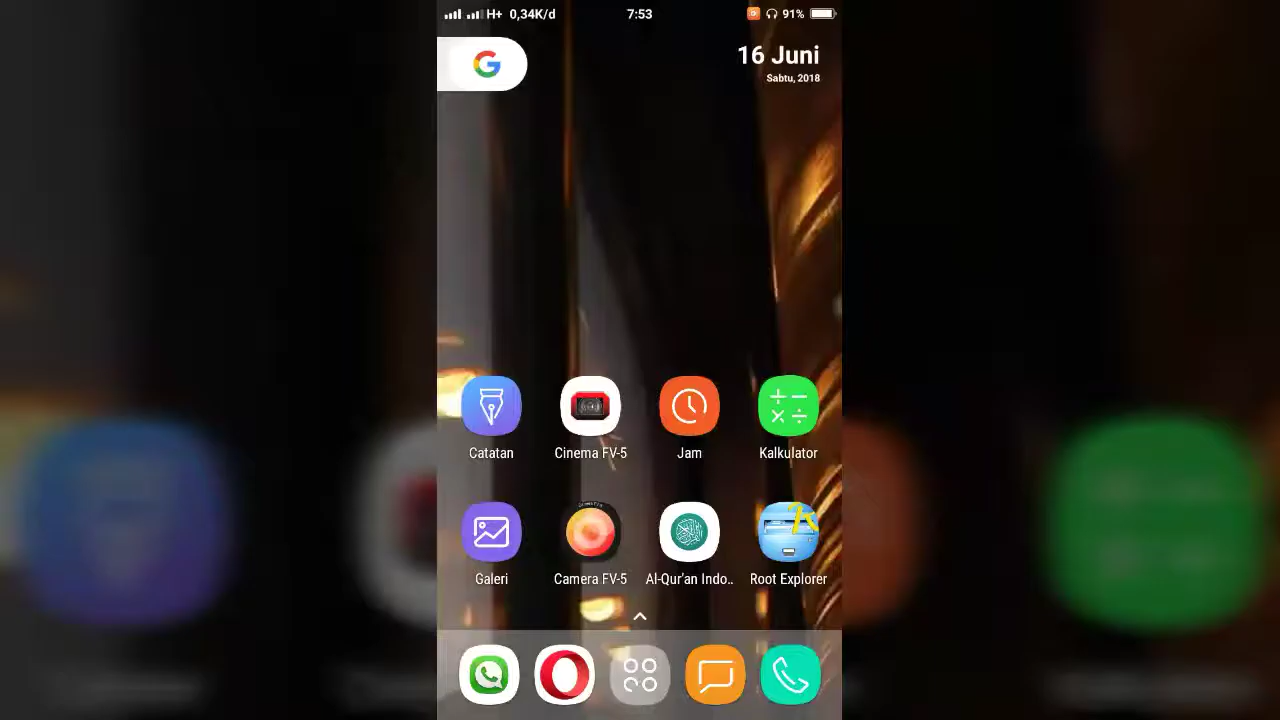 H+ 0,34K/d 7:53 91%
16 Juni
Sabtu, 2018
Catatan Cinema FV-5 Jam Kalkulator
Galeri Camera FV-5 Al-Qur'an Indo.. Root Explorer